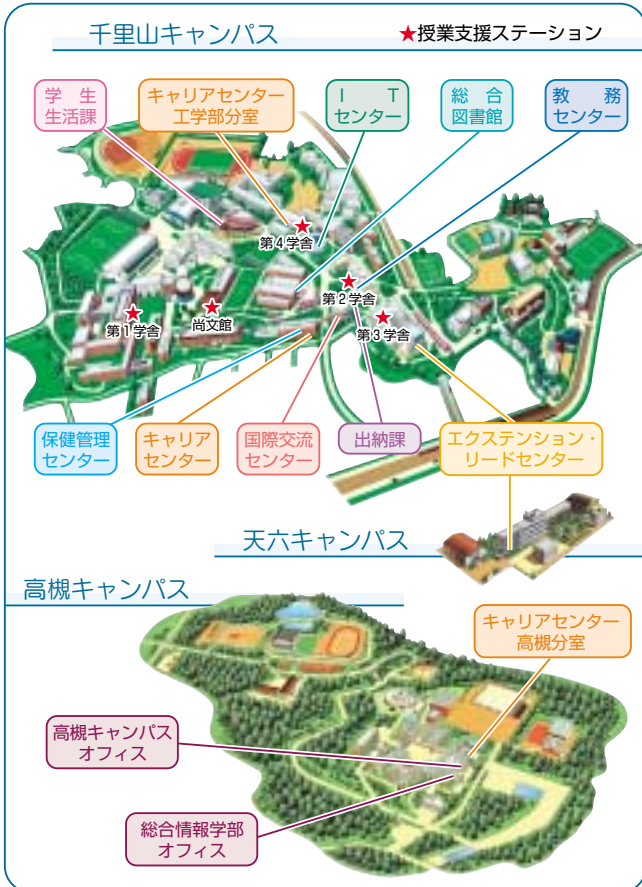 千里山キャンパス
★授業支援ステーション
学生
生活課
キャリアセンター
工学部分室
IT
センター
総合
図書館
教務
センター
第4学舎
第2学舎
第1学舎
尚文館
第3学舎
保健管理
センター
キャリア
センター
国際交流
センター
出納課
エクステンション・
リードセンター
天六キャンパス
高槻キャンパス
キャリアセンター
高槻分室
高槻キャンパス
オフィス
総合情報学部
オフィス